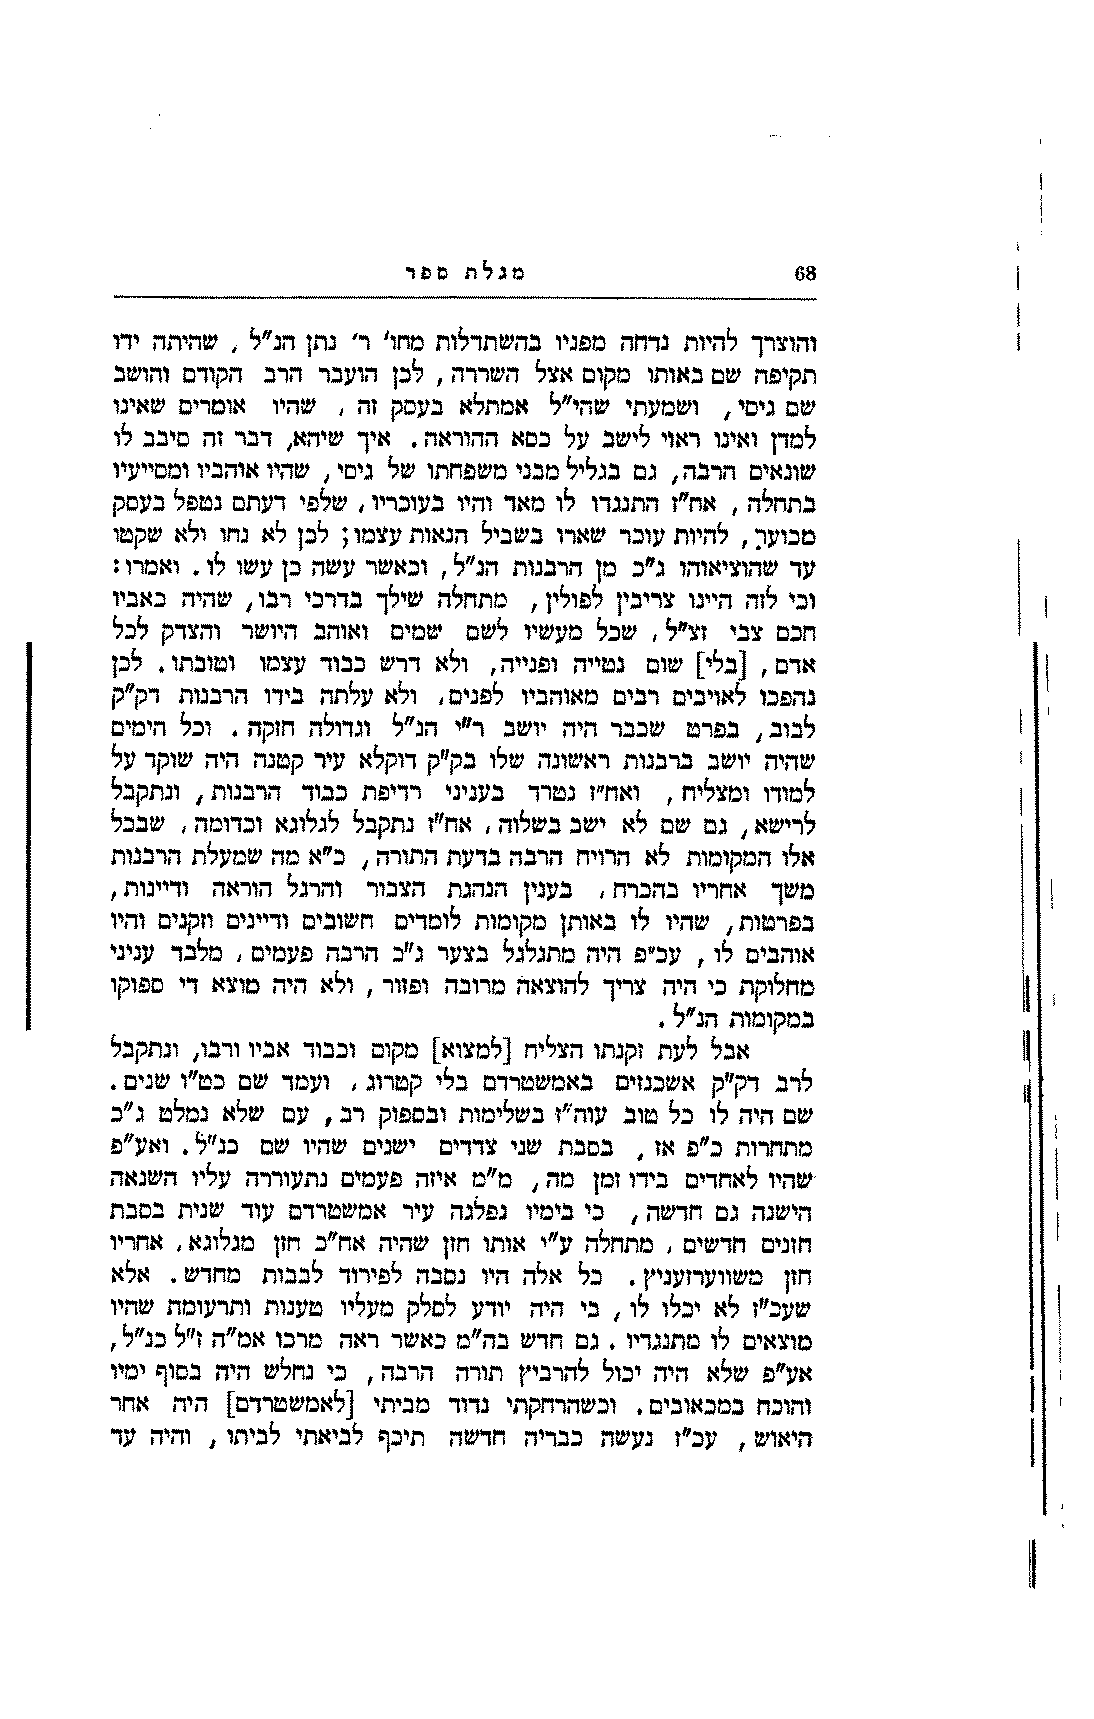 68 מגלת ספר
והוצרך להיות נדחה מפניו בהשתדלות מחו' ר' נתן הנ"ל, שהיתה ידו
תקיפה שם באותו מקום אצל השררה, לכן הועבר הרב הקודם והושב
שם גיסי, ושמעתי שהי"ל אמתלא בעסק זה, שהיו אומרים שאינו
למדן ואינו ראוי לישב על כסא ההוראה. איך שיהא, דבר זה סיבב לו
שונאים הרבה, גם בגליל מבני משפחתו של גיסי, שהיו אוהביו ומסייעיו
בתחלה, אח"ז התנגדו לו מאד והיו בעוכריו, שלפי דעתם נטפל בעסק
מכוער, להיות עוכר שארו בשביל הנאות עצמו; לכן לא נחו ולא שקטו
עד שהוציאוהו ג"כ מן הרבנות הנ"ל, וכאשר עשה כן עשו לו. ואמרו:
וכי לזה היינו צריבין לפולין, מתחלה שילך בדרכי רבו, שהיה כאביו
חכם צבי זצ"ל, שכל מעשיו לשם שמים ואוהב היושר והצדק לכל
אדם, [בלי] שום נטייה ופנייה, ולא דרש כבוד עצמו וטובתו. לכן
נהפכו לאויבים רבים מאוהביו לפנים, ולא עלתה בידו הרבנות דק"ק
לבוב, בפרט שכבר היה יושב ר"י הנ"ל וגדולה חזקה. וכל הימים
שהיה יושב ברבנות ראשונה שלו בק"ק דוקלא עיר קטנה היה שוקר על
למודו ומצליח, ואח"ז נטרד בעניני רדיפת כבוד הרבנות, ונתקבל
לרישא, גם שם לא ישב בשלוה, אח"ז נתקבל לגלוגא וכדומה, שבכל
אלו המקומות לא הרויח הרבה בדעת התורה, כ"א מה שמעלת הרבנות
משך אחריו בהכרח, בענין הנהגת הצבור והרגל הוראה ודיינות,
בפרטות, שהיו לו באותן מקומות לומדים חשובים ודיינים וזקנים והיו
אוהבים לו, עכ"פ היה מתגלגל בצער ג"כ הרבה פעמים, מלבד עניני
מחלוקת כי היה צריך להוצאה מרובה ופזור, ולא היה מוצא די ספוקו
במקומות הנ"ל.
אבל לעת זקנתו הצליח [למצוא] מקום וכבוד אביו ורבו, ונתקבל
לרב דק"ק אשכנזים באמשטרדם בלי קטרוג, ועמד שם כט"ו שנים.
שם היה לו כל טוב עוה"ז בשלימות ובספוק רב, עם שלא נמלט ג"כ
מתחרות כ"פ אז, בסבת שני צדדים ישנים שהיו שם כנ"ל. ואע"פ
שהיו לאחדים בידו זמן מה, מ"מ איזה פעמים נתעוררה עליו השנאה
הישנה גם חדשה, כי בימיו נפלגה עיר אמשטרדם עוד שנית בסבת
חזנים חדשים, מתחלה ע"י אותו חזן שהיה אח"כ חזן מגלוגא, אחריו
חזן משווערזעניץ. כל אלה היו נסבה לפירוד לבבות מחדש. אלא
שעכ"ז לא יכלו לו, בי היה יודע לסלק מעליו טענות ותרעומת שהיו
מוצאים לו מתנגדיו. גם חדש בה"מ כאשר ראה מרכו אמ"ה ז"ל כנ"ל,
אע"פ שלא היה יכול להרביץ תורה הרבה, בי נחלש היה בסוף ימיו
והוכח במכאובים. וכשהרחקתי נדוד מביתי [לאמשטרדם] היה אחר
היאוש, עכ"ז נעשה כבריה חדשה תיכף לביאתי לביתו, והיה עד